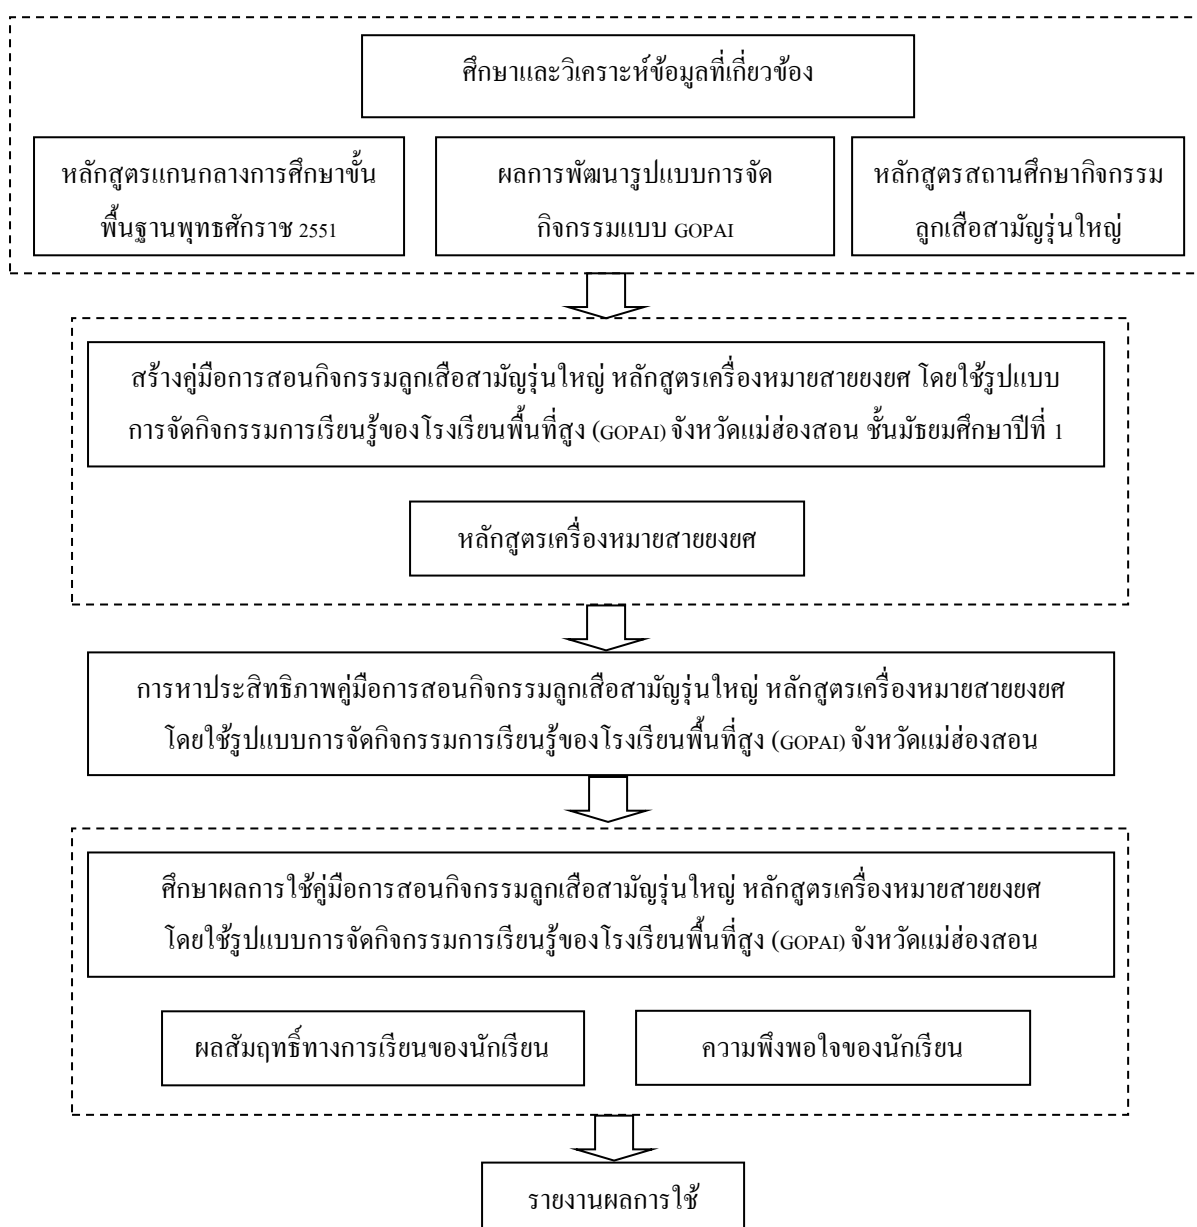 ศึกษาและวิเคราะห์ข้อมูลที่เกี่ยวข้อง
หลักสูตรแกนกลางการศึกษาขั้น
พื้นฐานพุทธศักราช 2551
ผลการพัฒนารูปแบบการจัด
กิจกรรมแบบ GOPAI
หลักสูตรสถานศึกษากิจกรรม
ลูกเสือสามัญรุ่นใหญ่
สร้างคู่มือการสอนกิจกรรมลูกเสือสามัญรุ่นใหญ่ หลักสูตรเครื่องหมายสายยงยศ โดยใช้รูปแบบ
การจัดกิจกรรมการเรียนรู้ของโรงเรียนพื้นที่สูง (GOPAI) จังหวัดแม่ฮ่องสอน ชั้นมัธยมศึกษาปีที่ 1
หลักสูตรเครื่องหมายสายยงยศ
การหาประสิทธิภาพคู่มือการสอนกิจกรรมลูกเสือสามัญรุ่นใหญ่ หลักสูตรเครื่องหมายสายยงยศ
โดยใช้รูปแบบการจัดกิจกรรมการเรียนรู้ของโรงเรียนพื้นที่สูง (GOPAI) จังหวัดแม่ฮ่องสอน
ศึกษาผลการใช้คู่มือการสอนกิจกรรมลูกเสือสามัญรุ่นใหญ่ หลักสูตรเครื่องหมายสายยงยศ
โดยใช้รูปแบบการจัดกิจกรรมการเรียนรู้ของโรงเรียนพื้นที่สูง (GOPAI) จังหวัดแม่ฮ่องสอน
ผลสัมฤทธิ์ทางการเรียนของนักเรียน
ความพึงพอใจของนักเรียน
รายงานผลการใช้